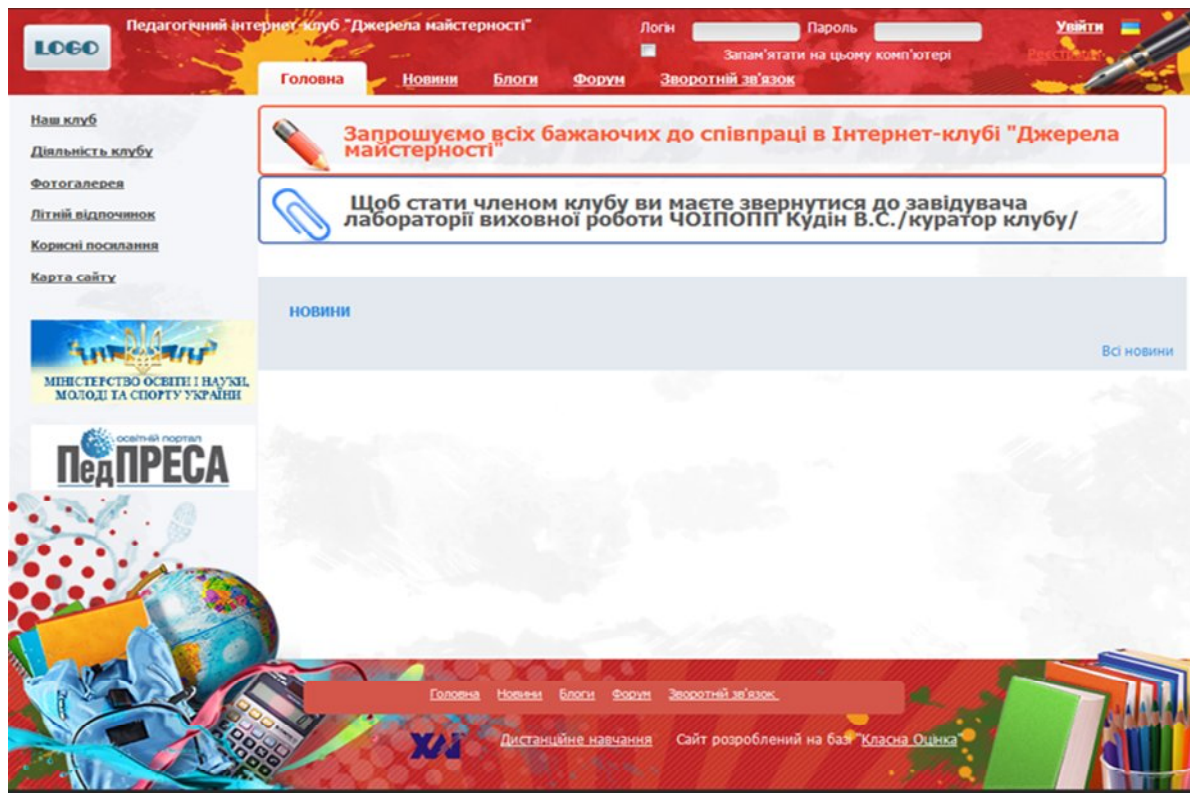 LOGO
Педагогічний інтернет-клуб "Джерела майстерності"
Логін
Пароль
Увійти
Запам'ятати на цьому комп'ютері
Реєстрація
Головна
Новини
Блоги
Форум
Зворотній зв'язок
Наш клуб
Діяльність клубу
Фотогалерея
Літній відпочинок
Корисні посилання
Карта сайту
МІНІСТЕРСТВО ОСВІТИ І НАУКИ,
МОЛОДІ ТА СПОРТУ УКРАЇНИ
освітній портал
ПедПРЕСА
Запрошуємо всіх бажаючих до співпраці в Інтернет-клубі "Джерела
майстерності"
Щоб стати членом клубу ви маєте звернутися до завідувача
лабораторії виховної роботи ЧОІПОПП Кудін В.С./куратор клубу/
НОВИНИ
Всі новини
Головна Новини Блоги Форум Зворотній зв'язок
ХАІ
Дистанційне навчання
Сайт розроблений на базі "Класна Оцінка"